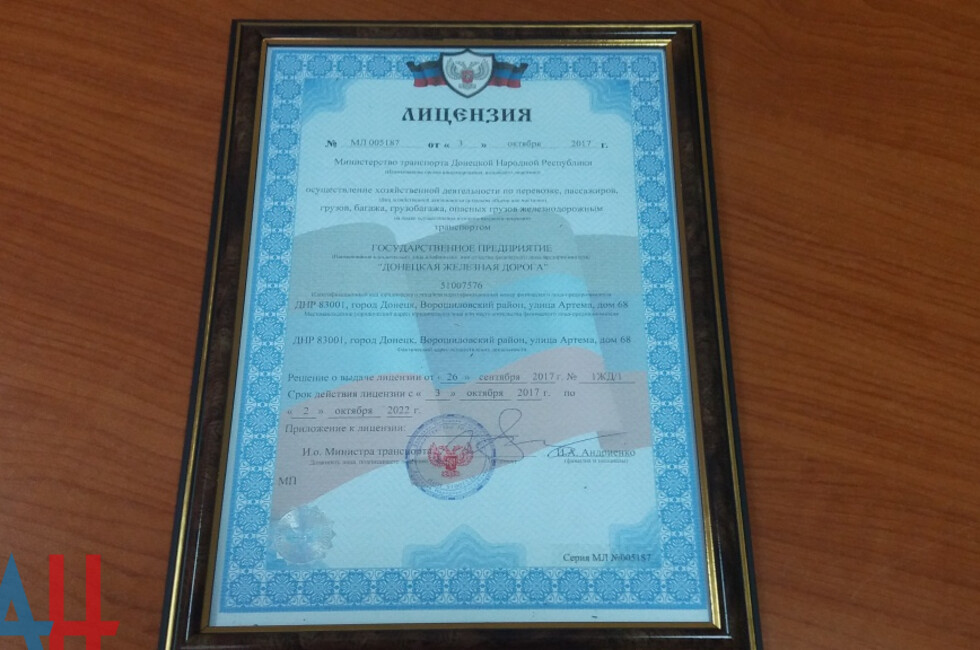 ЛИЦЕНЗИЯ
№ МЛ 005187 от « 3 » октября 2017 г.
Министерство транспорта Донецкой Народной Республики
осуществление хозяйственной деятельности по перевозке, пассажиров,
грузов, багажа, грузобагажа, опасных грузов железнодорожным
транспортом
ГОСУДАРСТВЕННОЕ ПРЕДПРИЯТИЕ
"ДОНЕЦКАЯ ЖЕЛЕЗНАЯ ДОРОГА"
51007576
ДНР 83001, город Донецк, Ворошиловский район, улица Артема, дом 68
ДНР 83001, город Донецк, Ворошиловский район, улица Артема, дом 68
Решение о выдаче лицензии от « 26 » сентября 2017 г. № 1ЖД/1
Срок действия лицензии с « 3 » октября 2017 г. по
« 2 » октября 2022 г.
Приложение к лицензии:
И.о. Министра транспорта И.А. Андриенко
МП
Серия МЛ №005187
АН